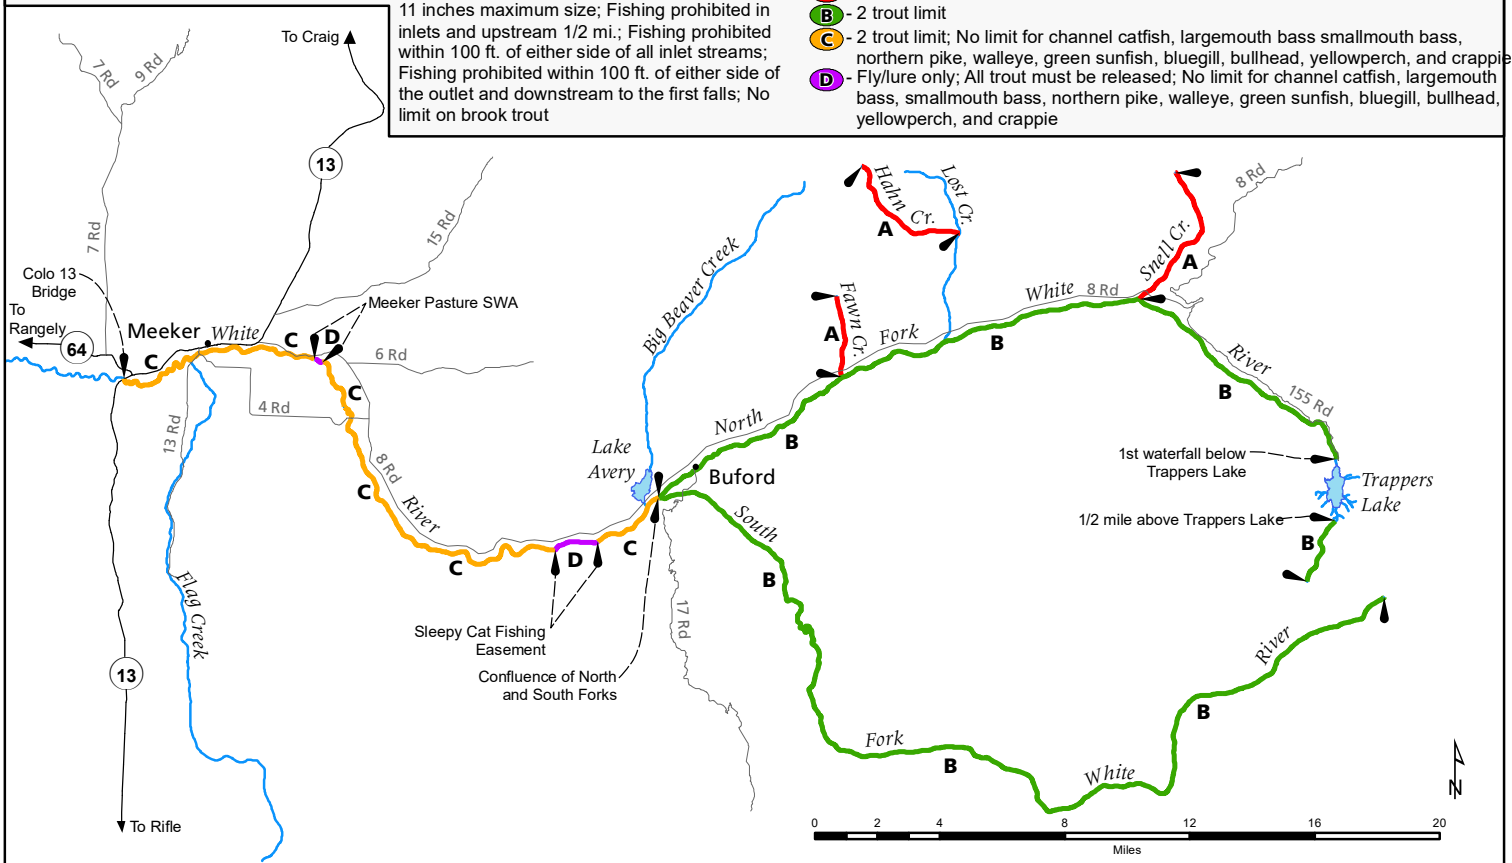 11 inches maximum size; Fishing prohibited in
inlets and upstream 1/2 mi.; Fishing prohibited
within 100 ft. of either side of all inlet streams;
Fishing prohibited within 100 ft. of either side of
the outlet and downstream to the first falls; No
limit on brook trout
B - 2 trout limit
C - 2 trout limit; No limit for channel catfish, largemouth bass smallmouth bass,
northern pike, walleye, green sunfish, bluegill, bullhead, yellowperch, and crappie
D - Fly/lure only; All trout must be released; No limit for channel catfish, largemouth
bass, smallmouth bass, northern pike, walleye, green sunfish, bluegill, bullhead,
yellowperch, and crappie
To Craig
7 Rd
9 Rd
13
7 Rd
15 Rd
Colo 13
Bridge
To
Rangely
64
Meeker
White
C
C
D
Meeker Pasture SWA
6 Rd
C
4 Rd
13 Rd
8 Rd
C
River
C
D
C
Flag Creek
13
To Rifle
Sleepy Cat Fishing
Easement
Confluence of North
and South Forks
17 Rd
Lake
Avery
Big Beaver Creek
Buford
North
B
Hahn
Cr.
A
Lost Cr.
Fawn Cr.
A
Fork
B
White
8 Rd
Snell Cr.
A
8 Rd
River
B
155 Rd
1st waterfall below
Trappers Lake
Trappers
Lake
1/2 mile above Trappers Lake
B
South
B
Fork
B
White
B
River
N
0
2
4
8
12
16
20
Miles